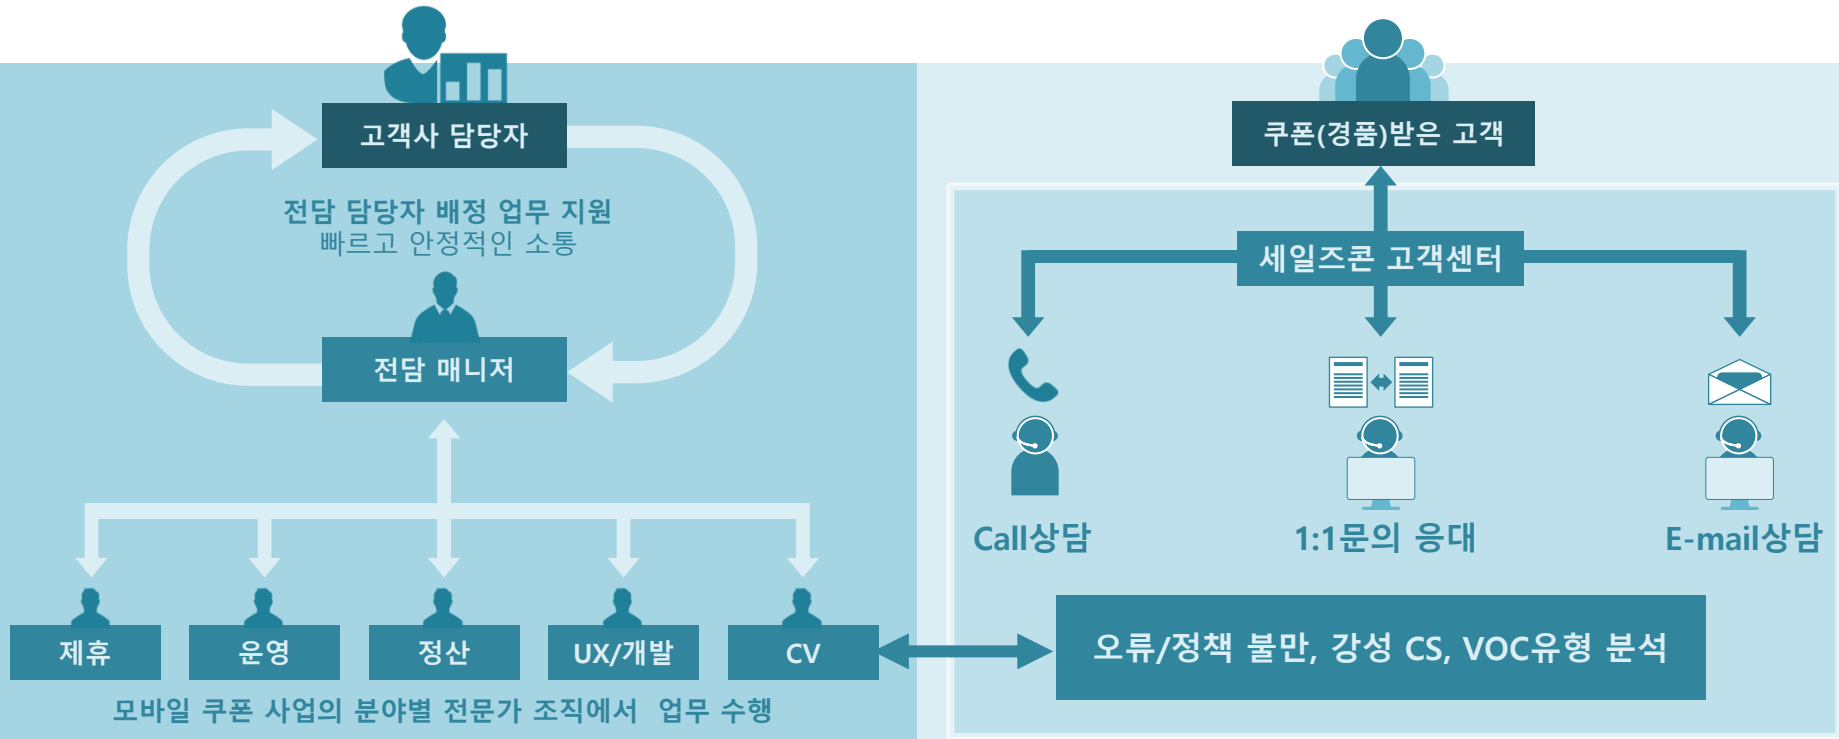 고객사 담당자
전담 담당자 배정 업무 지원
빠르고 안정적인 소통
전담 매니저
제휴
운영
정산
UX/개발
CV
모바일 쿠폰 사업의 분야별 전문가 조직에서 업무 수행
쿠폰(경품)받은 고객
세일즈콘 고객센터
Call상담
1:1문의 응대
E-mail상담
오류/정책 불만, 강성 CS, VOC유형 분석